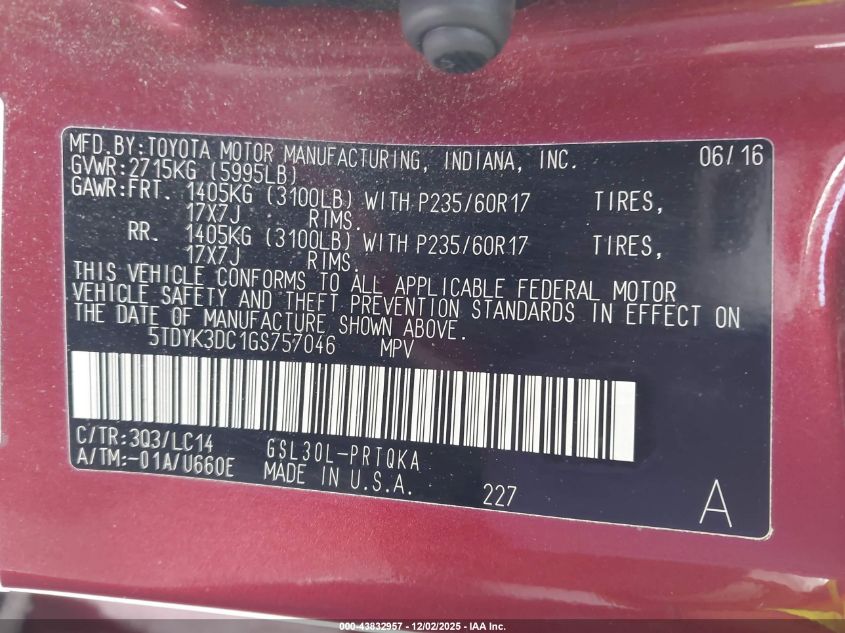 MFD.BY:TOYOTA MOTOR MANUFACTURING, INDIANA, INC. 06/16
GVWR:2715KG (5995LB)
GAWR:FRT. 1405KG (3100LB) WITH P235/60R17 TIRES,
17X7J RIMS.
RR. 1405KG (3100LB) WITH P235/60R17 TIRES,
17X7J RIMS.
THIS VEHICLE CONFORMS TO ALL APPLICABLE FEDERAL MOTOR
VEHICLE SAFETY AND THEFT PREVENTION STANDARDS IN EFFECT ON
THE DATE OF MANUFACTURE SHOWN ABOVE.
5TDYK3DC1GS757046 MPV
C/TR:3Q3/LC14 GSL30L-PRTQKA
A/TM:-01A/U660E MADE IN U.S.A. 227 A
000-43832957 - 12/02/2025 - IAA Inc.